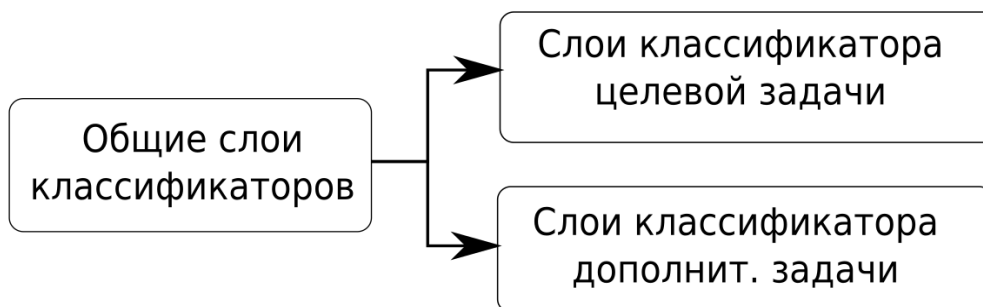 Общие слои
классификаторов
Слои классификатора
целевой задачи
Слои классификатора
дополнит. задачи